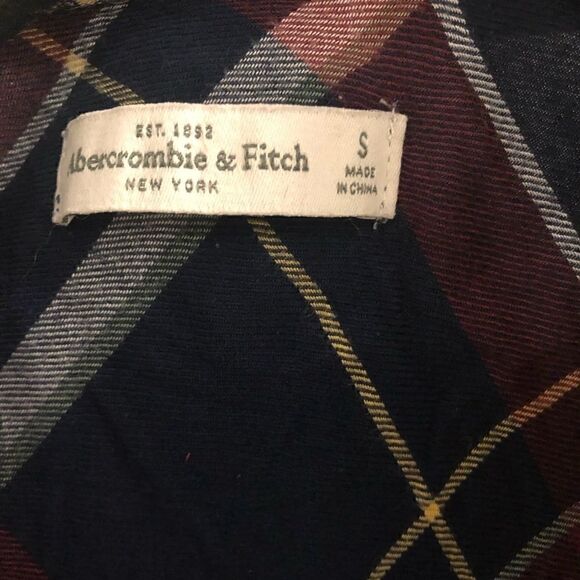 EST. 1892
Abercrombie & Fitch
NEW YORK
S
MADE
IN CHINA